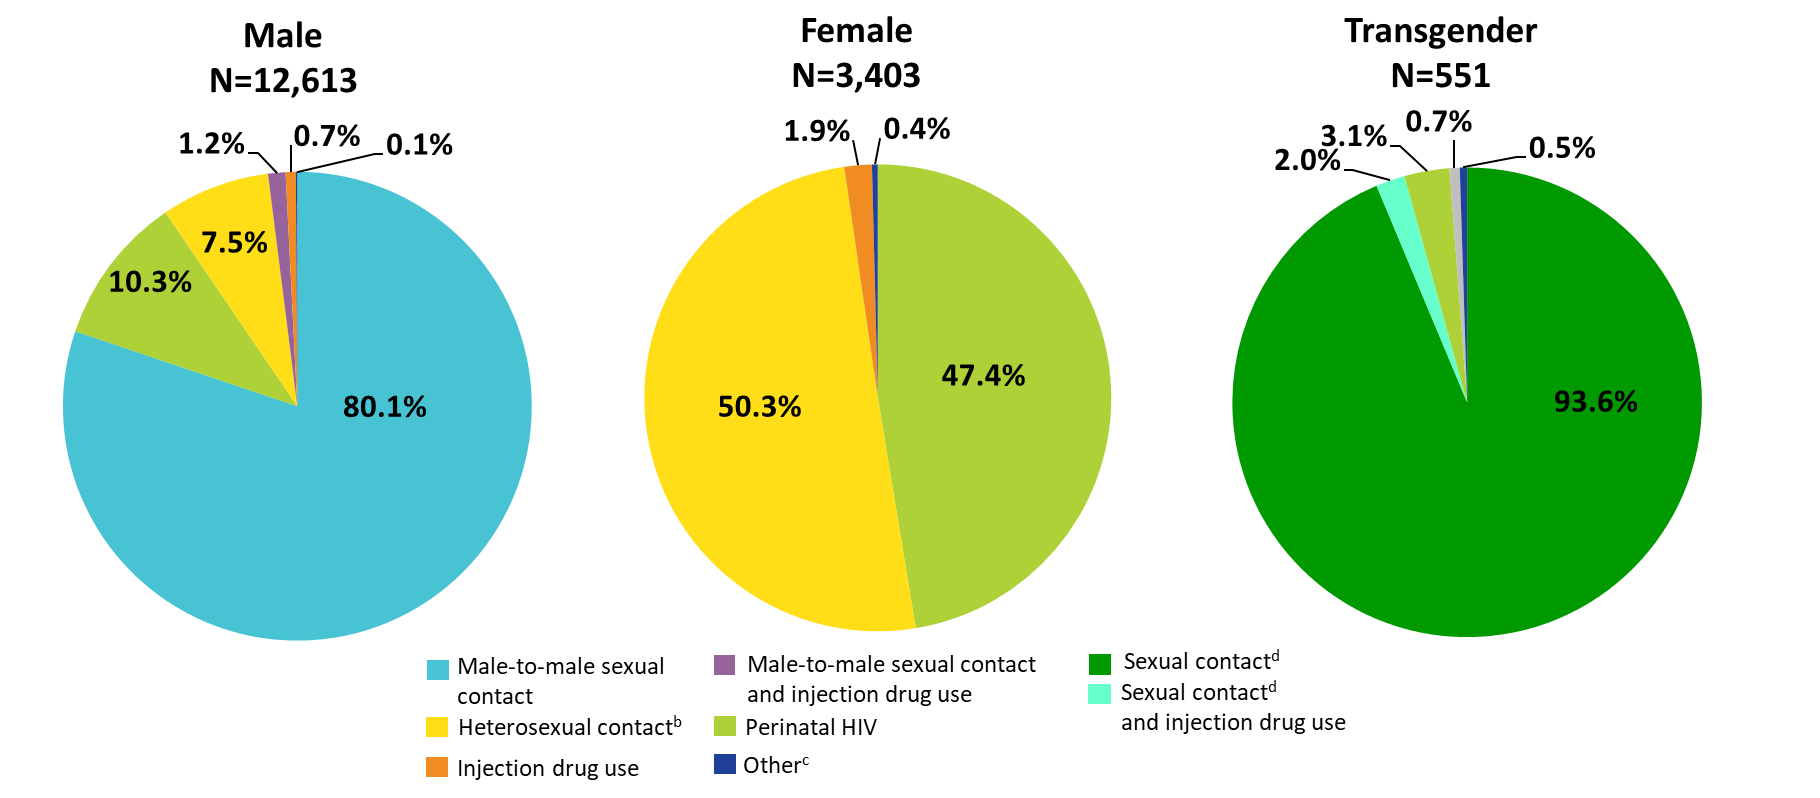 Male
N=12,613
Female
N=3,403
Transgender
N=551
1.2%
0.7%
0.1%
7.5%
10.3%
80.1%
1.9%
0.4%
50.3%
47.4%
2.0%
3.1%
0.7%
0.5%
93.6%
Male-to-male sexual
contact
Heterosexual contactᵇ
Injection drug use
Male-to-male sexual contact
and injection drug use
Perinatal HIV
Otherᶜ
Sexual contactᵈ
Sexual contactᵈ
and injection drug use